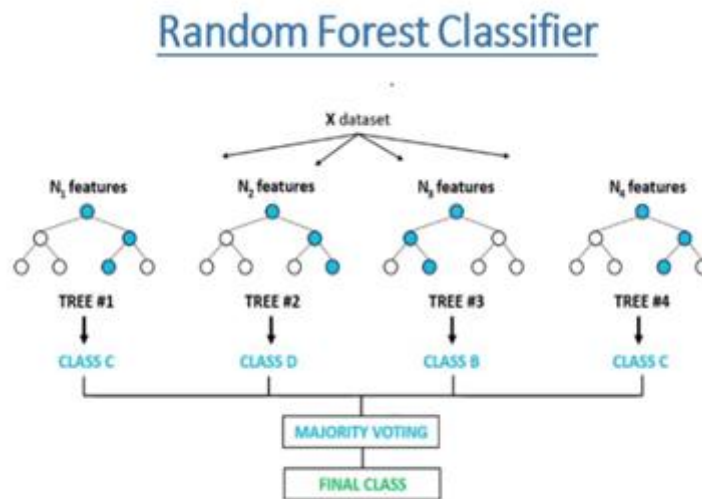 Random Forest Classifier
X dataset
N₁ features N₂ features N₃ features N₄ features
TREE #1 TREE #2 TREE #3 TREE #4
CLASS C CLASS D CLASS B CLASS C
MAJORITY VOTING
FINAL CLASS